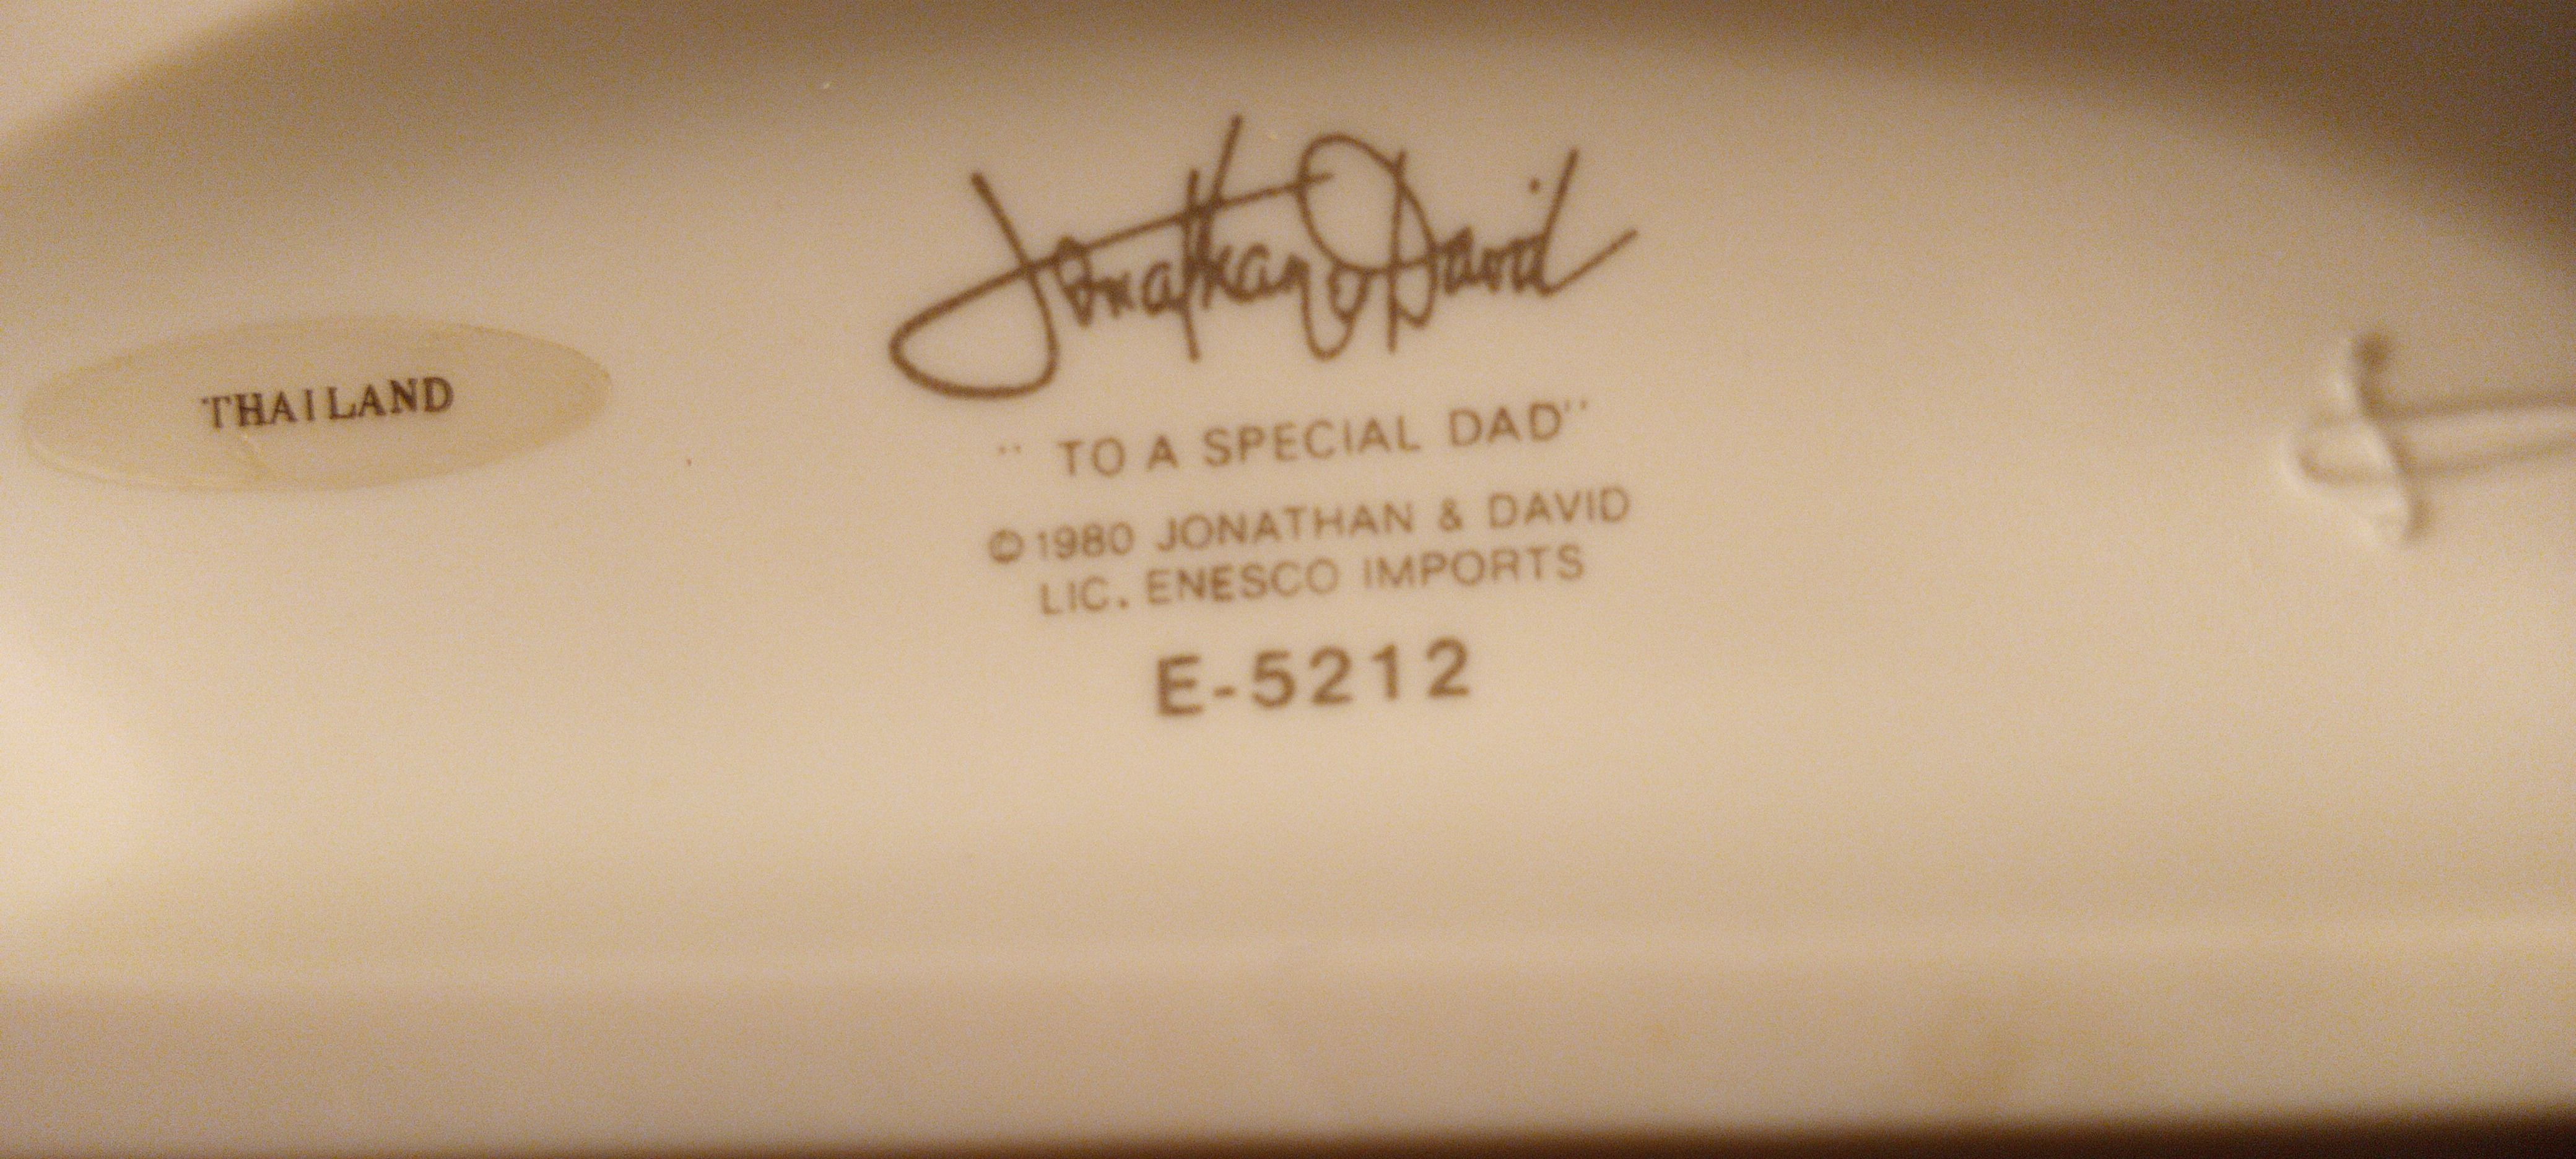 THAILAND
Jonathan & David
" TO A SPECIAL DAD"
© 1980 JONATHAN & DAVID
LIC. ENESCO IMPORTS
E-5212